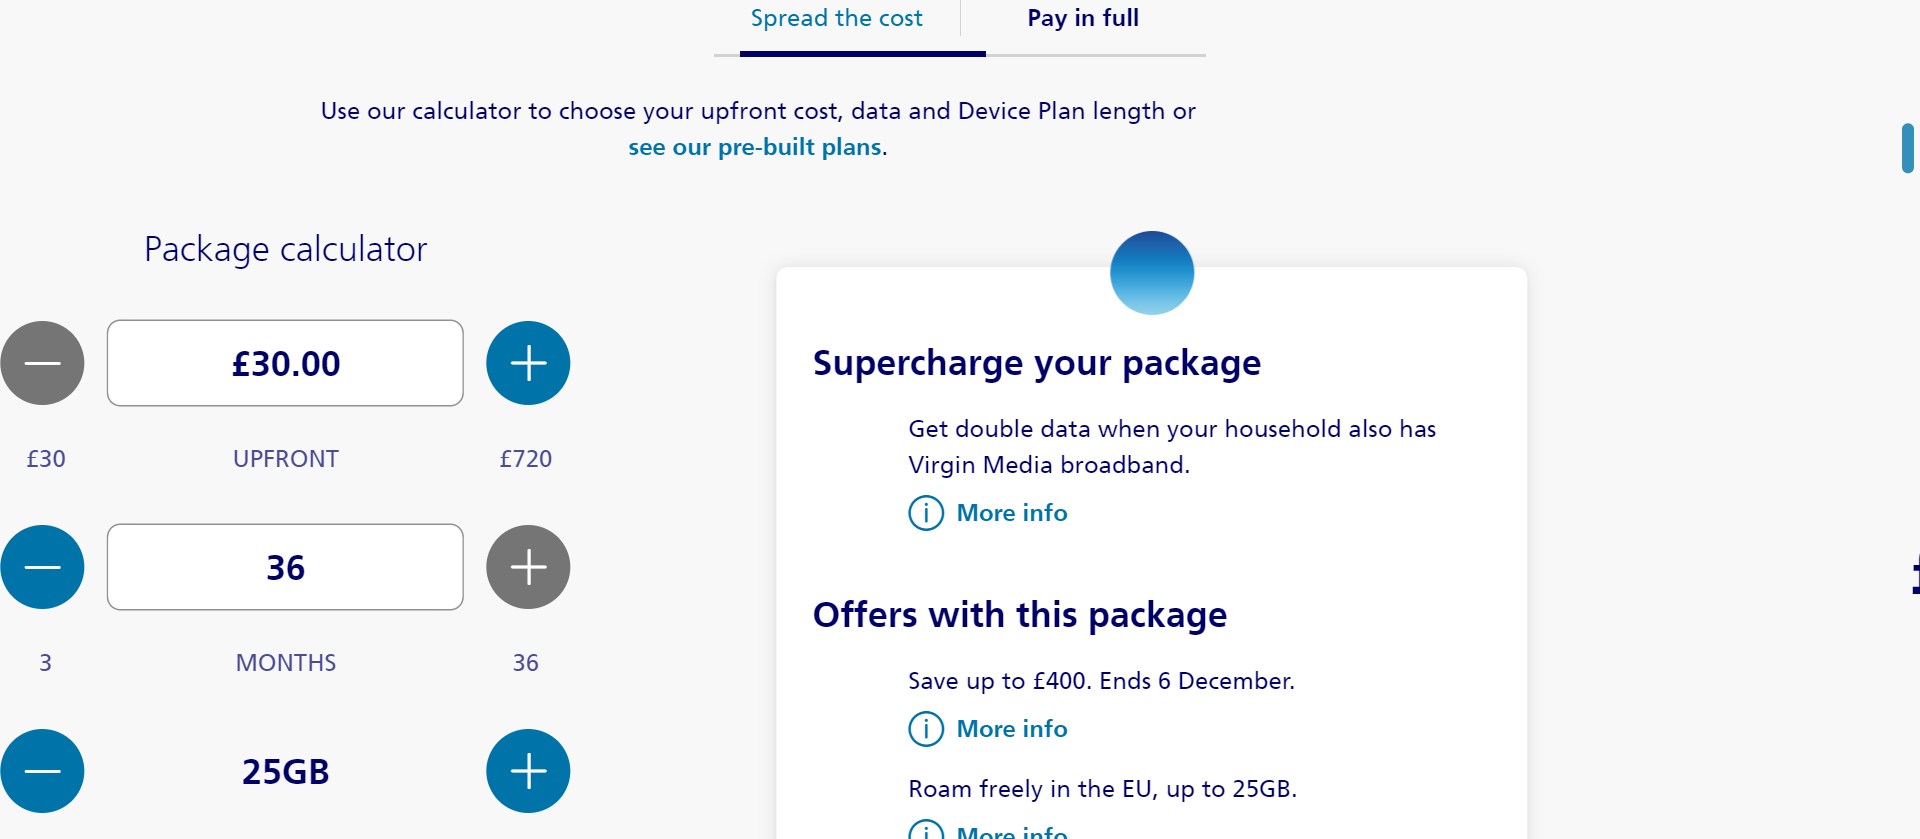 Spread the cost
Pay in full
Use our calculator to choose your upfront cost, data and Device Plan length or
see our pre-built plans.
Package calculator
£30.00
£30
UPFRONT
£720
36
3
MONTHS
36
25GB
Supercharge your package
Get double data when your household also has
Virgin Media broadband.
More info
Offers with this package
Save up to £400. Ends 6 December.
More info
Roam freely in the EU, up to 25GB.
More info